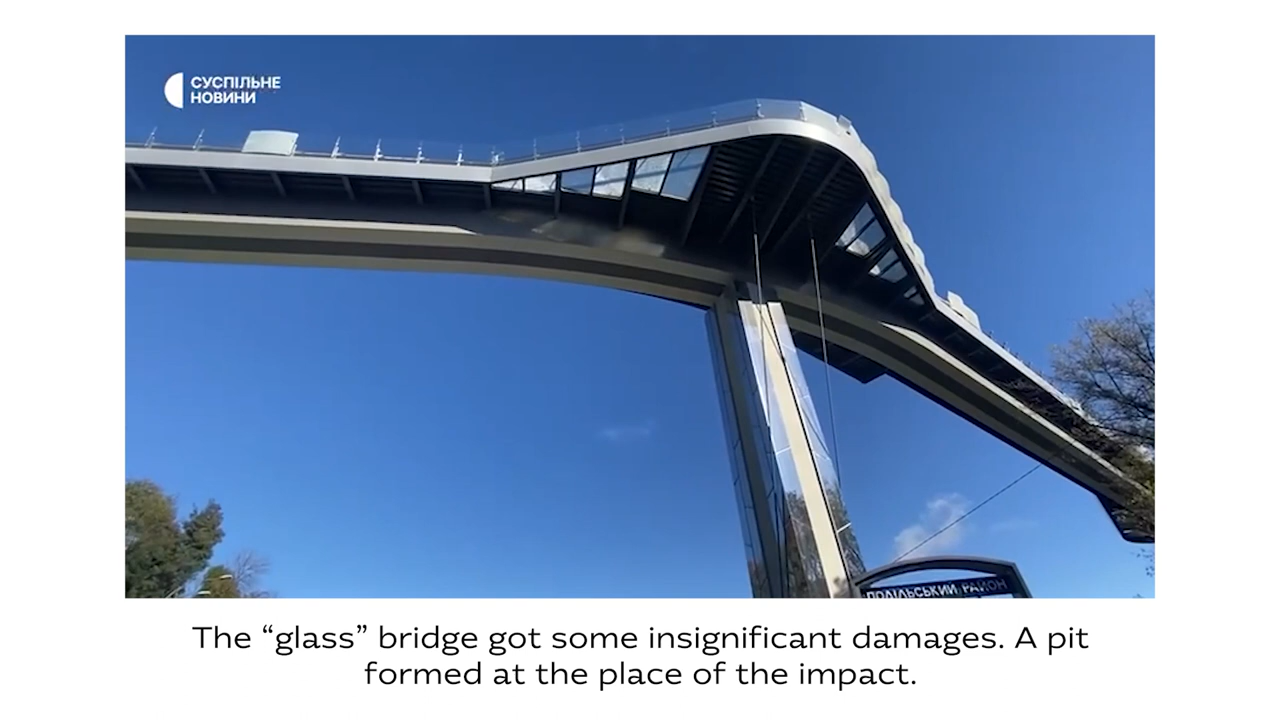 СУСПІЛЬНЕ
НОВИНИ
ПОДІЛЬСЬКИЙ РАЙОН
The “glass” bridge got some insignificant damages. A pit
formed at the place of the impact.